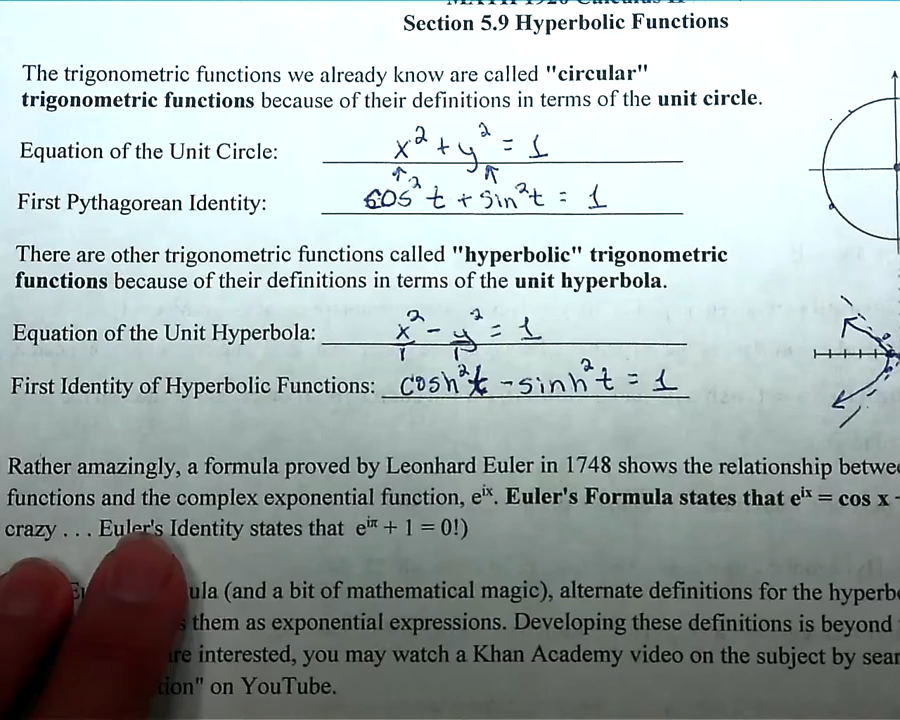 Section 5.9 Hyperbolic Functions
The trigonometric functions we already know are called "circular"
trigonometric functions because of their definitions in terms of the unit circle.
Equation of the Unit Circle: x² + y² = 1
First Pythagorean Identity: cos²t + sin²t = 1
There are other trigonometric functions called "hyperbolic" trigonometric
functions because of their definitions in terms of the unit hyperbola.
Equation of the Unit Hyperbola: x² - y² = 1
First Identity of Hyperbolic Functions: cosh²t - sinh²t = 1
Rather amazingly, a formula proved by Leonhard Euler in 1748 shows the relationship
functions and the complex exponential function, eⁱˣ. Euler's Formula states that eⁱˣ = cos x
crazy . . . Euler's Identity states that e^{iπ} + 1 = 0!)
(and a bit of mathematical magic), alternate definitions for the
them as exponential expressions. Developing these definitions is beyond
interested, you may watch a Khan Academy video on the subject by
on YouTube.